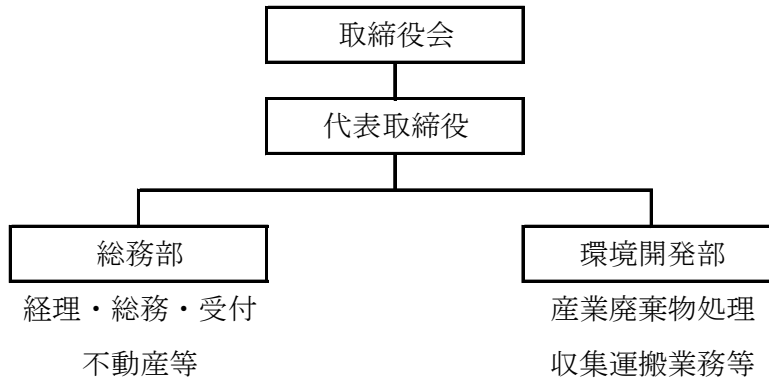 取締役会
代表取締役
総務部
経理・総務・受付
不動産等
環境開発部
産業廃棄物処理
収集運搬業務等